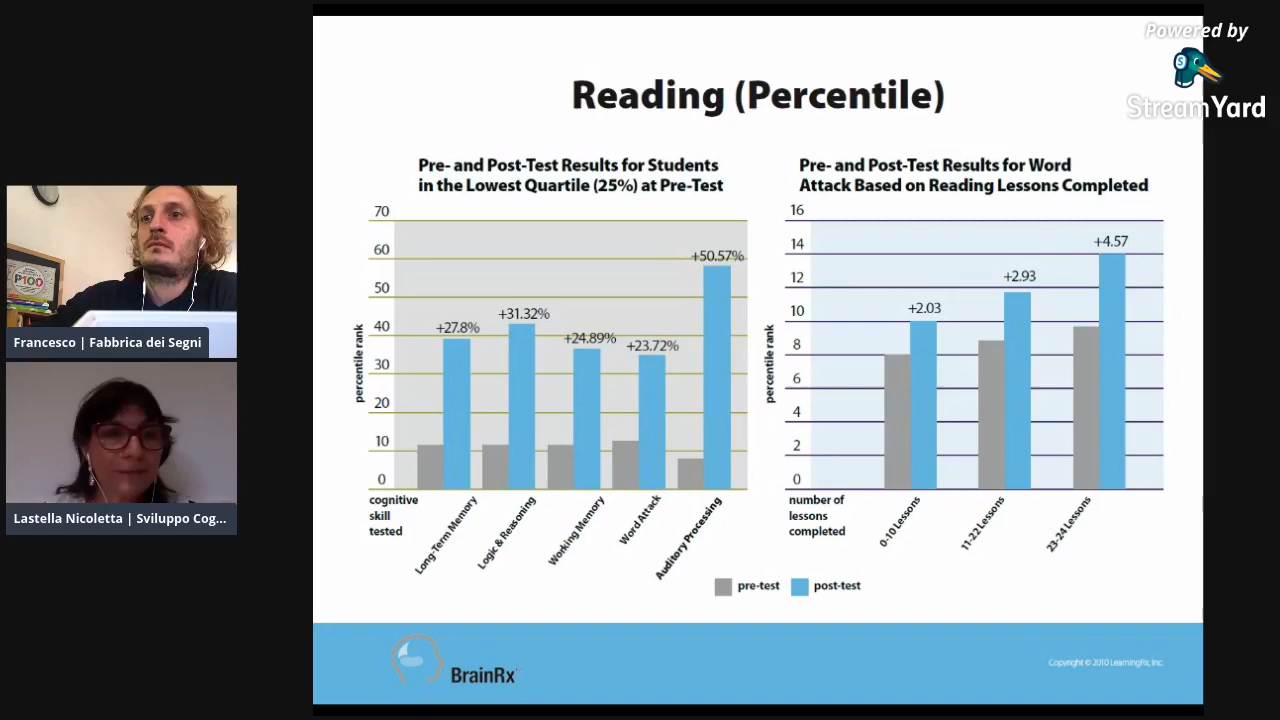 Powered by
StreamYard
Reading (Percentile)
Pre- and Post-Test Results for Students
in the Lowest Quartile (25%) at Pre-Test
70
60
50
40
30
20
10
0
percentile rank
+27.8%
+31.32%
+24.89%
+23.72%
+50.57%
cognitive
skill
tested
Long-Term Memory
Logic & Reasoning
Working Memory
Word Attack
Auditory Processing
Pre- and Post-Test Results for Word
Attack Based on Reading Lessons Completed
16
14
12
10
8
6
4
2
0
percentile rank
+2.03
+2.93
+4.57
number of
lessons
completed
0-10 Lessons
11-22 Lessons
23-24 Lessons
pre-test
post-test
BrainRx
Copyright © 2010 LearningRx, Inc.
P100
Francesco | Fabbrica dei Segni
Lastella Nicoletta | Sviluppo Cog...